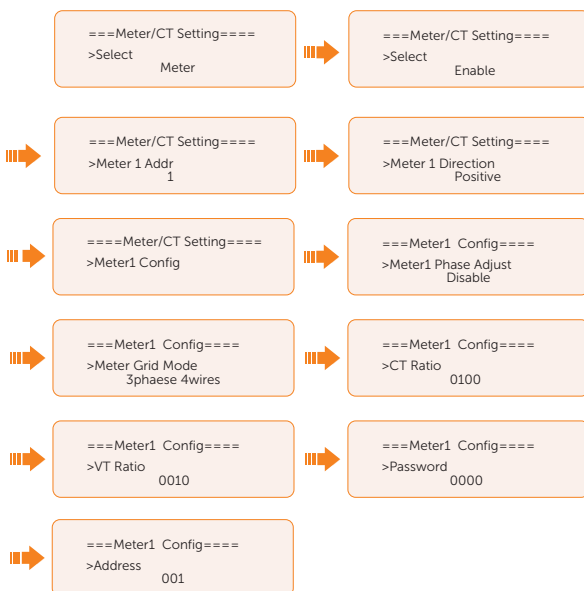 ===Meter/CT Setting====
>Select
Meter
===Meter/CT Setting====
>Select
Enable
===Meter/CT Setting====
>Meter 1 Addr
1
===Meter/CT Setting====
>Meter 1 Direction
Positive
====Meter/CT Setting====
>Meter1 Config
===Meter1 Config====
>Meter1 Phase Adjust
Disable
===Meter1 Config====
>Meter Grid Mode
3phaese 4wires
===Meter1 Config====
>CT Ratio
0100
===Meter1 Config====
>VT Ratio
0010
===Meter1 Config====
>Password
0000
===Meter1 Config====
>Address
001